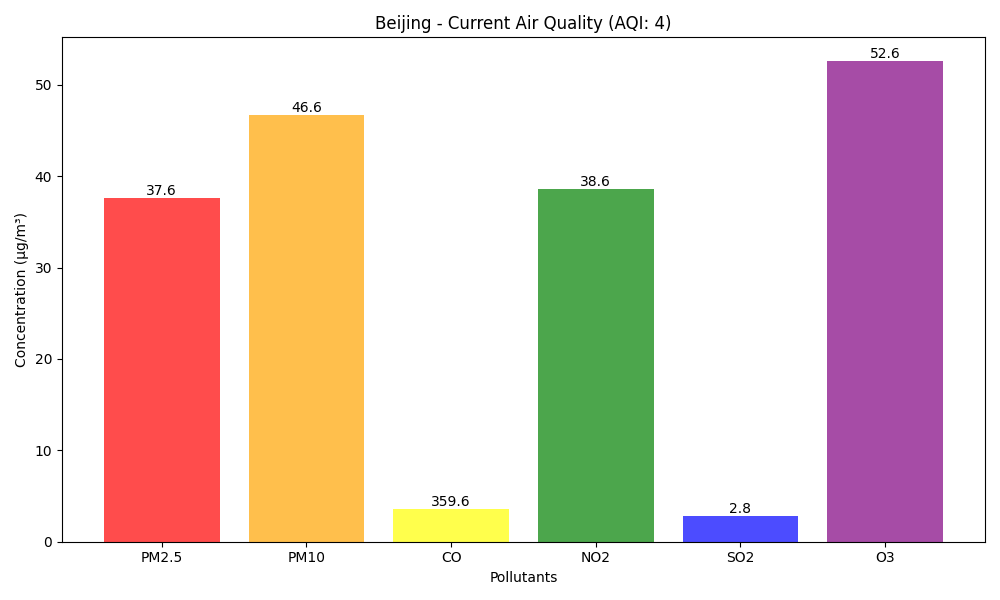 Beijing - Current Air Quality (AQI: 4)
52.6
46.6
38.6
37.6
359.6
2.8
50
40
30
20
10
0
Concentration (μg/m³)
PM2.5
PM10
CO
NO2
SO2
O3
Pollutants